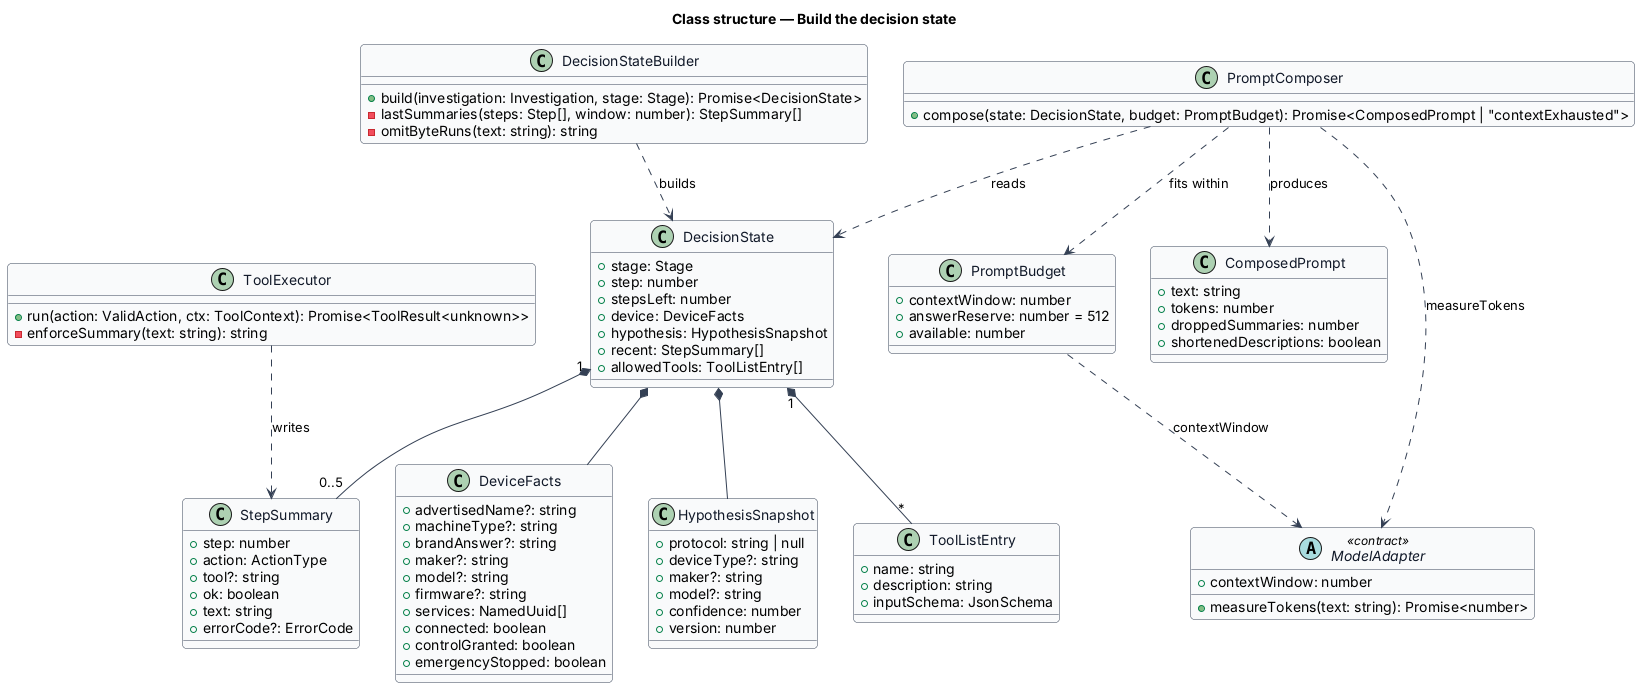 Class structure — Build the decision state
C DecisionStateBuilder
build(investigation: Investigation, stage: Stage): Promise<DecisionState>
lastSummaries(steps: Step[], window: number): StepSummary[]
omitByteRuns(text: string): string
C PromptComposer
compose(state: DecisionState, budget: PromptBudget): Promise<ComposedPrompt | "contextExhausted">
builds
reads
fits within
produces
measureTokens
C ToolExecutor
run(action: ValidAction, ctx: ToolContext): Promise<ToolResult<unknown>>
enforceSummary(text: string): string
C DecisionState
stage: Stage
step: number
stepsLeft: number
device: DeviceFacts
hypothesis: HypothesisSnapshot
recent: StepSummary[]
allowedTools: ToolListEntry[]
C PromptBudget
contextWindow: number
answerReserve: number = 512
available: number
C ComposedPrompt
text: string
tokens: number
droppedSummaries: number
shortenedDescriptions: boolean
writes
1
0..5
1
*
contextWindow
C StepSummary
step: number
action: ActionType
tool?: string
ok: boolean
text: string
errorCode?: ErrorCode
C DeviceFacts
advertisedName?: string
machineType?: string
brandAnswer?: string
maker?: string
model?: string
firmware?: string
services: NamedUuid[]
connected: boolean
controlGranted: boolean
emergencyStopped: boolean
C HypothesisSnapshot
protocol: string | null
deviceType?: string
maker?: string
model?: string
confidence: number
version: number
C ToolListEntry
name: string
description: string
inputSchema: JsonSchema
A «contract»
ModelAdapter
contextWindow: number
measureTokens(text: string): Promise<number>